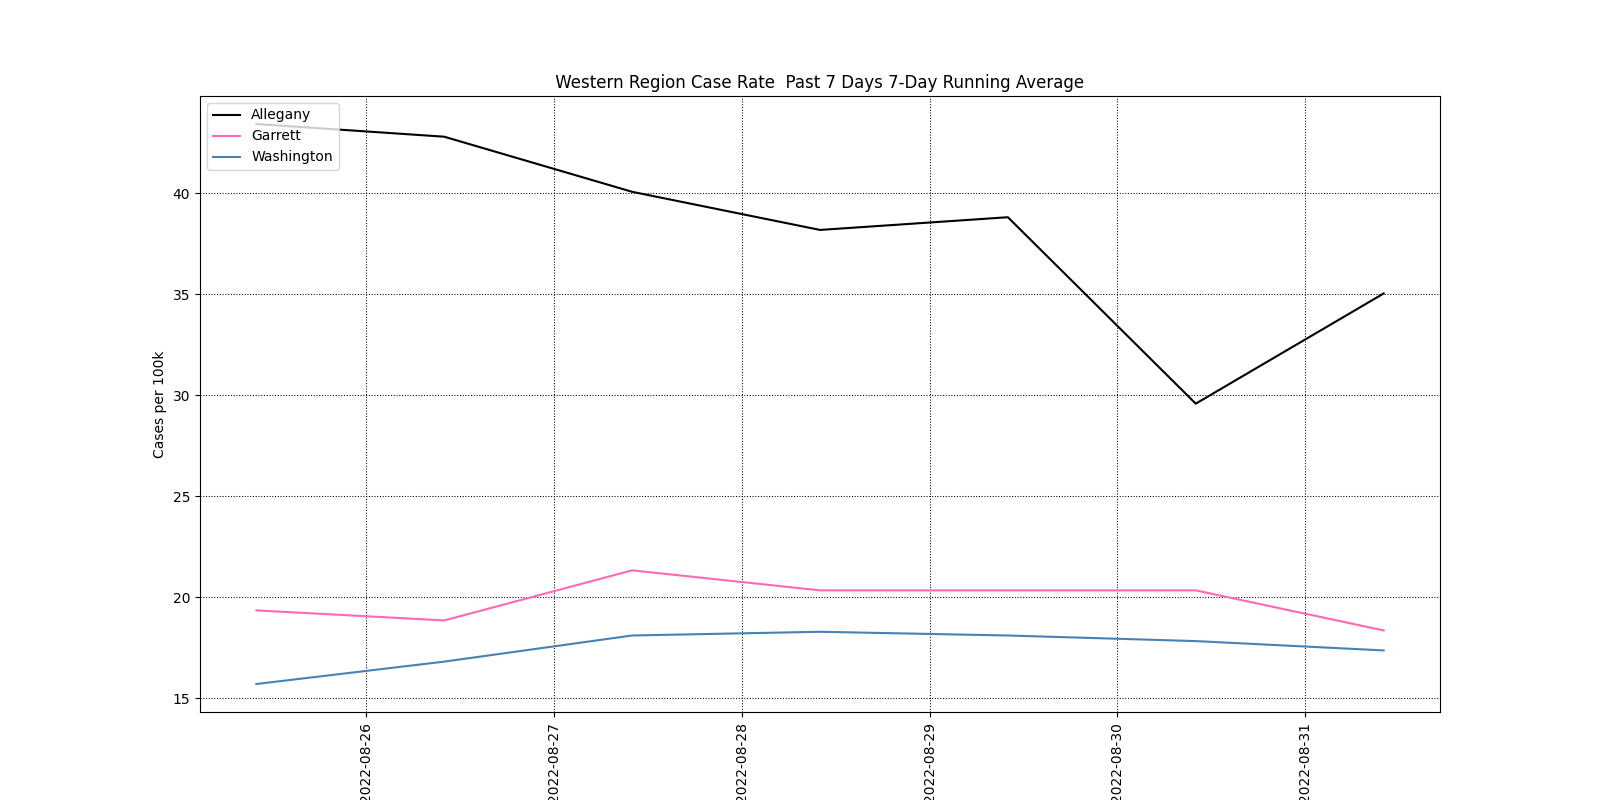 Western Region Case Rate  Past 7 Days 7-Day Running Average
Allegany
Garrett
Washington
40
35
30
25
20
15
Cases per 100k
2022-08-26
2022-08-27
2022-08-28
2022-08-29
2022-08-30
2022-08-31